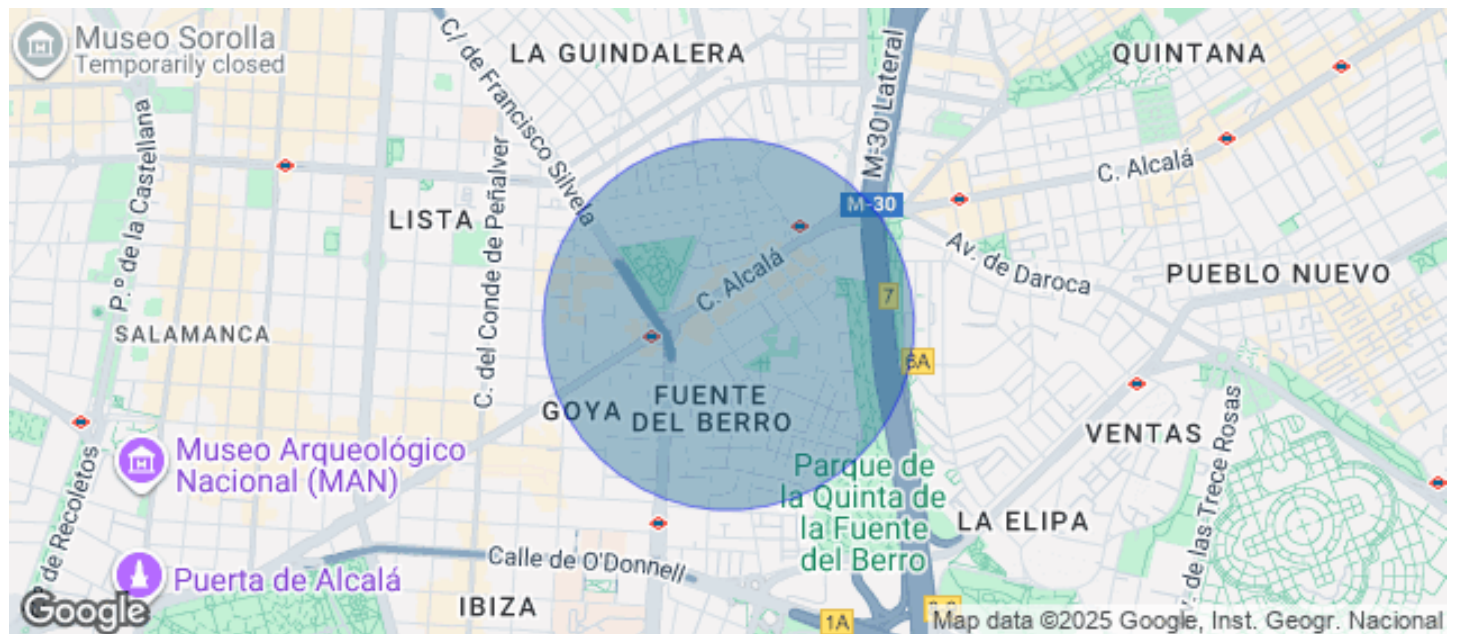 Museo Sorolla
Temporarily closed
C/ de Francisco Silvela
LA GUINDALERA
M-30 Lateral
QUINTANA
P.º de la Castellana
C. del Conde de Peñalver
C. Alcalá
LISTA
M-30
Av. de Daroca
PUEBLO NUEVO
C. Alcalá
7
SALAMANCA
6A
GOYA
FUENTE
DEL BERRO
VENTAS
Museo Arqueológico
Nacional (MAN)
Parque de
la Quinta de
la Fuente
del Berro
LA ELIPA
de las Trece Rosas
de Recoletos
Calle de O'Donnell
Puerta de Alcalá
IBIZA
1A
Google
Map data ©2025 Google, Inst. Geogr. Nacional